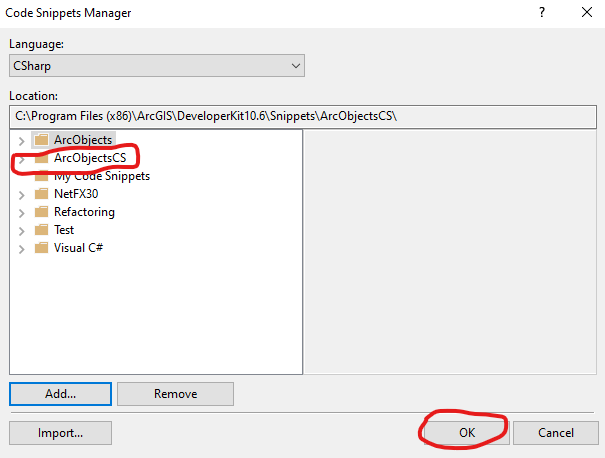 Code Snippets Manager ? ×
Language:
CSharp
Location:
C:\Program Files (x86)\ArcGIS\DeveloperKit10.6\Snippets\ArcObjectsCS\
ArcObjects
ArcObjectsCS
My Code Snippets
NetFX30
Refactoring
Test
Visual C#
Add... Remove
Import... OK Cancel